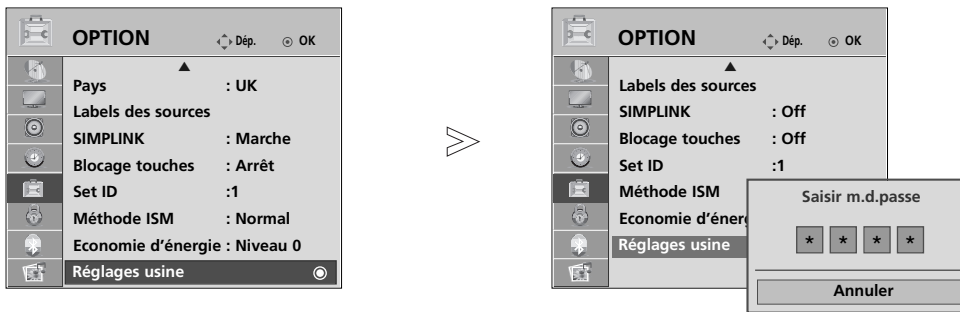 OPTION Dép. OK
Pays : UK
Labels des sources
SIMPLINK : Marche
Blocage touches : Arrêt
Set ID :1
Méthode ISM : Normal
Economie d'énergie : Niveau 0
Réglages usine
OPTION Dép. OK
Labels des sources
SIMPLINK : Off
Blocage touches : Off
Set ID :1
Méthode ISM
Economie d'énerg
Réglages usine
Saisir m.d.passe
* * * *
Annuler